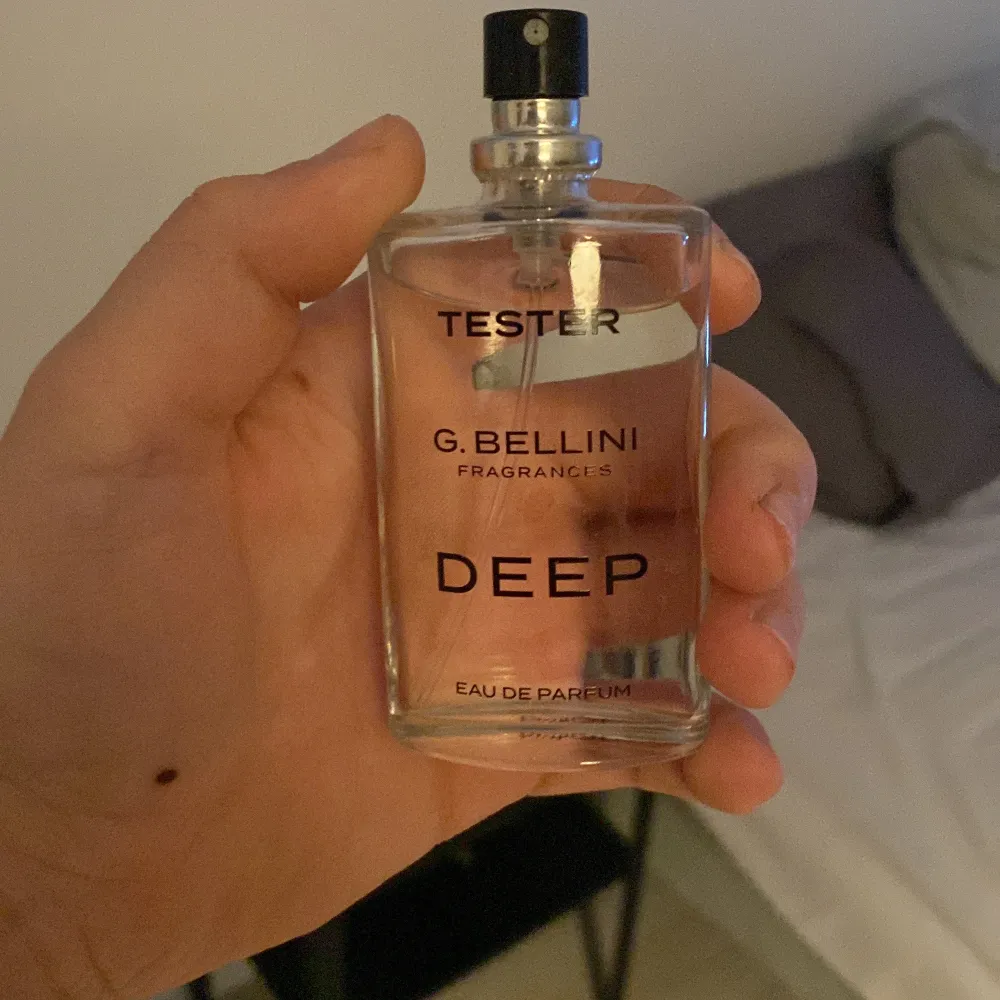 TESTER
G. BELLINI
FRAGRANCES
DEEP
EAU DE PARFUM